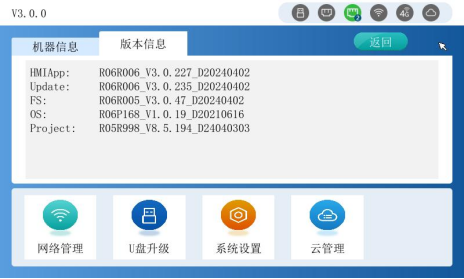 V3.0.0
4G
机器信息
版本信息
返回
HMIApp: R06R006_V3.0.227_D20240402
Update: R06R006_V3.0.235_D20240402
FS: R06R005_V3.0.47_D20240402
OS: R06P168_V1.0.19_D20210616
Project: R05R998_V8.5.194_D24040303
网络管理
U盘升级
系统设置
云管理